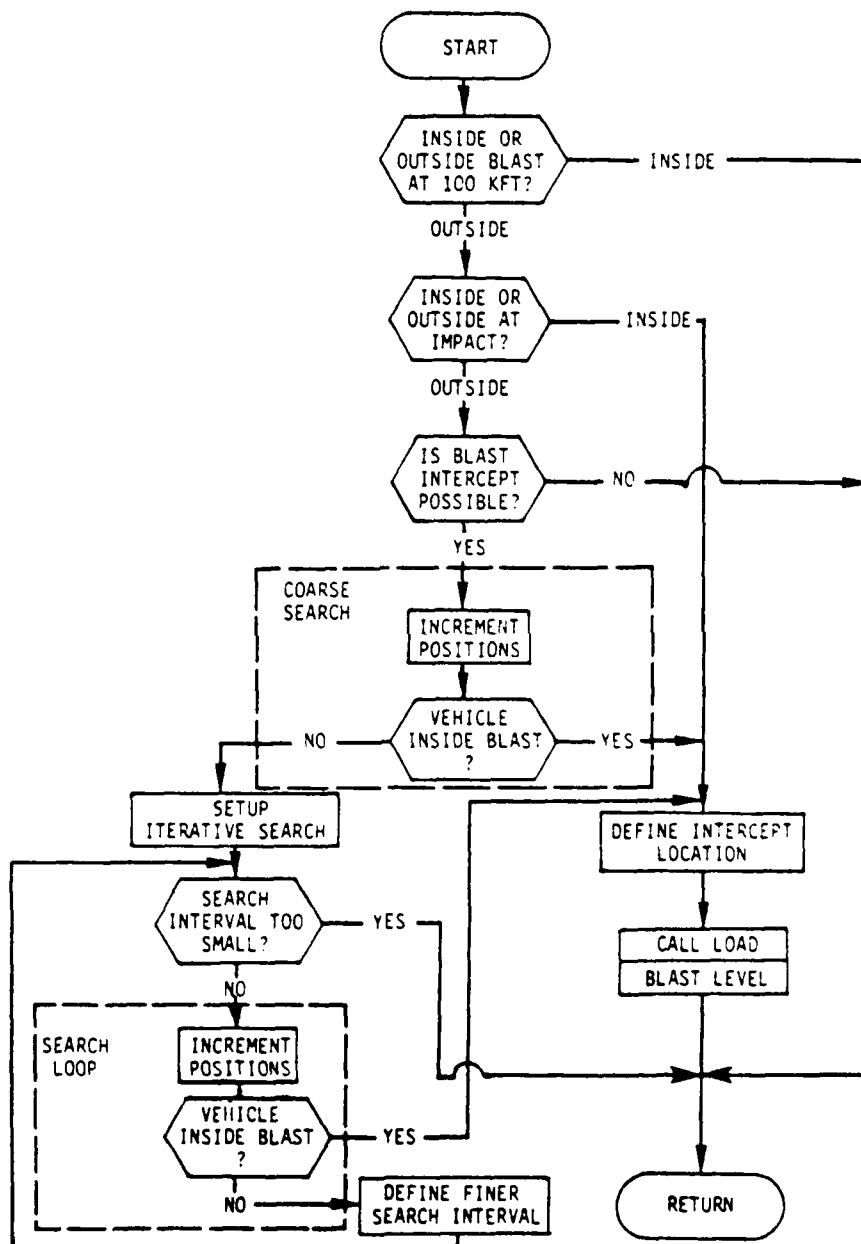 START
INSIDE OR
OUTSIDE BLAST
AT 100 KFT?
INSIDE
OUTSIDE
INSIDE OR
OUTSIDE AT
IMPACT?
INSIDE
OUTSIDE
IS BLAST
INTERCEPT
POSSIBLE?
NO
YES
COARSE
SEARCH
INCREMENT
POSITIONS
VEHICLE
INSIDE BLAST
?
NO
YES
SETUP
ITERATIVE SEARCH
DEFINE INTERCEPT
LOCATION
SEARCH
INTERVAL TOO
SMALL?
YES
CALL LOAD
BLAST LEVEL
NO
SEARCH
LOOP
INCREMENT
POSITIONS
VEHICLE
INSIDE BLAST
?
YES
NO
DEFINE FINER
SEARCH INTERVAL
RETURN